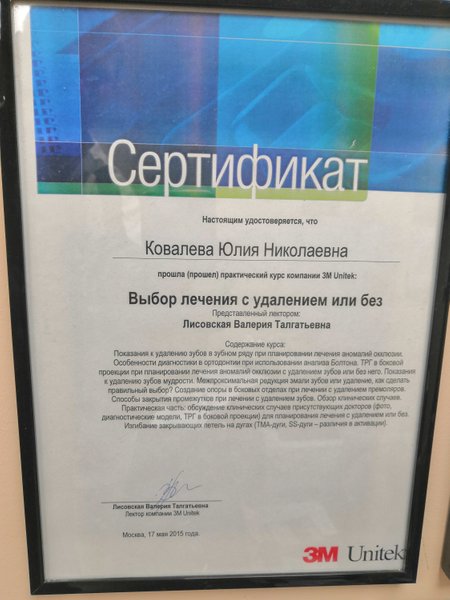 Сертификат
Настоящим удостоверяется, что
Ковалева Юлия Николаевна
прошла (прошел) практический курс компании 3М Unitek:
Выбор лечения с удалением или без
Представленный лектором:
Лисовская Валерия Талгатьевна
Содержание курса:
Показания к удалению зубов в зубном ряду при планировании лечения аномалий окклюзии.
Особенности диагностики в ортодонтии при использовании анализа Болтона. ТРГ в боковой
проекции при планировании лечения аномалий окклюзии с удалением зубов или без него. Показания
к удалению зубов мудрости. Межпроксимальная редукция эмали зубов или удаление, как сделать
правильный выбор? Создание опоры в боковых отделах при лечении с удалением премоляров.
Способы закрытия промежутков при лечении с удалением зубов. Обзор клинических случаев.
Практическая часть: обсуждение клинических случаев присутствующих докторов (фото,
диагностические модели, ТРГ в боковой проекции) для планирования лечения с удалением или без.
Изгибание закрывающих петель на дугах (ТМА-дуги, SS-дуги – различия в активации).
Лисовская Валерия Талгатьевна
Лектор компании 3М Unitek
Москва, 17 мая 2015 года.
3M Unitek